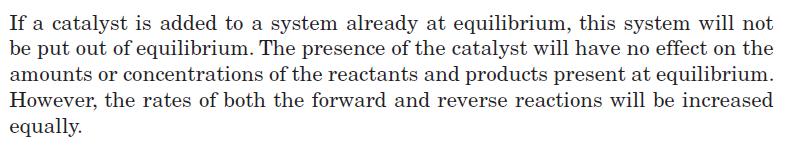 If a catalyst is added to a system already at equilibrium, this system will not
be put out of equilibrium. The presence of the catalyst will have no effect on the
amounts or concentrations of the reactants and products present at equilibrium.
However, the rates of both the forward and reverse reactions will be increased
equally.